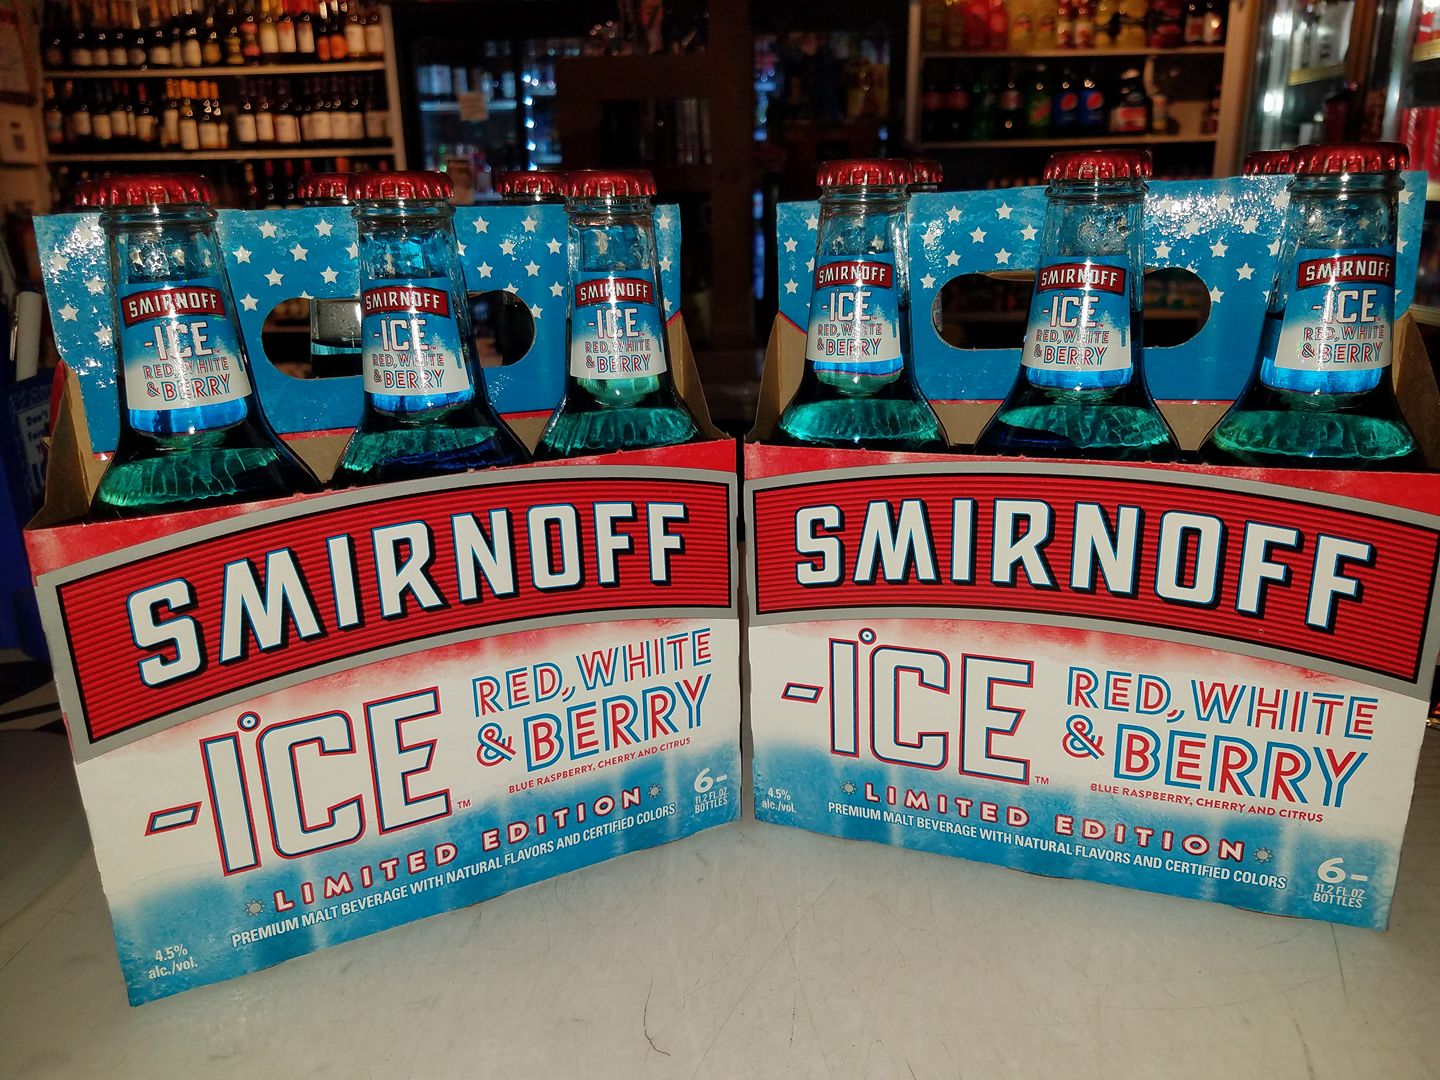 SMIRNOFF
-ICE
RED, WHITE
& BERRY
SMIRNOFF
-ICE
RED, WHITE
& BERRY
SMIRNOFF
-ICE
RED, WHITE
& BERRY
SMIRNOFF
-ICE
RED, WHITE
& BERRY
SMIRNOFF
-ICE
RED, WHITE
& BERRY
SMIRNOFF
-ICE
RED, WHITE
& BERRY
SMIRNOFF
-ICE™
RED, WHITE
& BERRY
BLUE RASPBERRY, CHERRY AND CITRUS
LIMITED EDITION
PREMIUM MALT BEVERAGE WITH NATURAL FLAVORS AND CERTIFIED COLORS
6-
11.2 FL.OZ
BOTTLES
4.5%
alc./vol.
SMIRNOFF
-ICE™
RED, WHITE
& BERRY
BLUE RASPBERRY, CHERRY AND CITRUS
4.5%
alc./vol.
LIMITED EDITION
PREMIUM MALT BEVERAGE WITH NATURAL FLAVORS AND CERTIFIED COLORS
6-
11.2 FL.OZ
BOTTLES
Don't